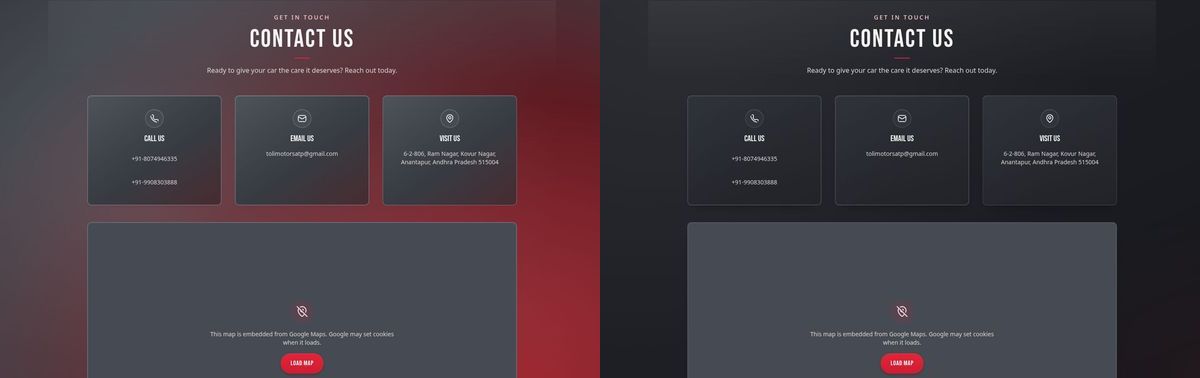 GET IN TOUCH
CONTACT US
Ready to give your car the care it deserves? Reach out today.
CALL US
+91-8074946335
+91-9908303888
EMAIL US
tolimotorsatp@gmail.com
VISIT US
6-2-806, Ram Nagar, Kovur Nagar,
Anantapur, Andhra Pradesh 515004
This map is embedded from Google Maps. Google may set cookies
when it loads.
LOAD MAP
GET IN TOUCH
CONTACT US
Ready to give your car the care it deserves? Reach out today.
CALL US
+91-8074946335
+91-9908303888
EMAIL US
tolimotorsatp@gmail.com
VISIT US
6-2-806, Ram Nagar, Kovur Nagar,
Anantapur, Andhra Pradesh 515004
This map is embedded from Google Maps. Google may set cookies
when it loads.
LOAD MAP